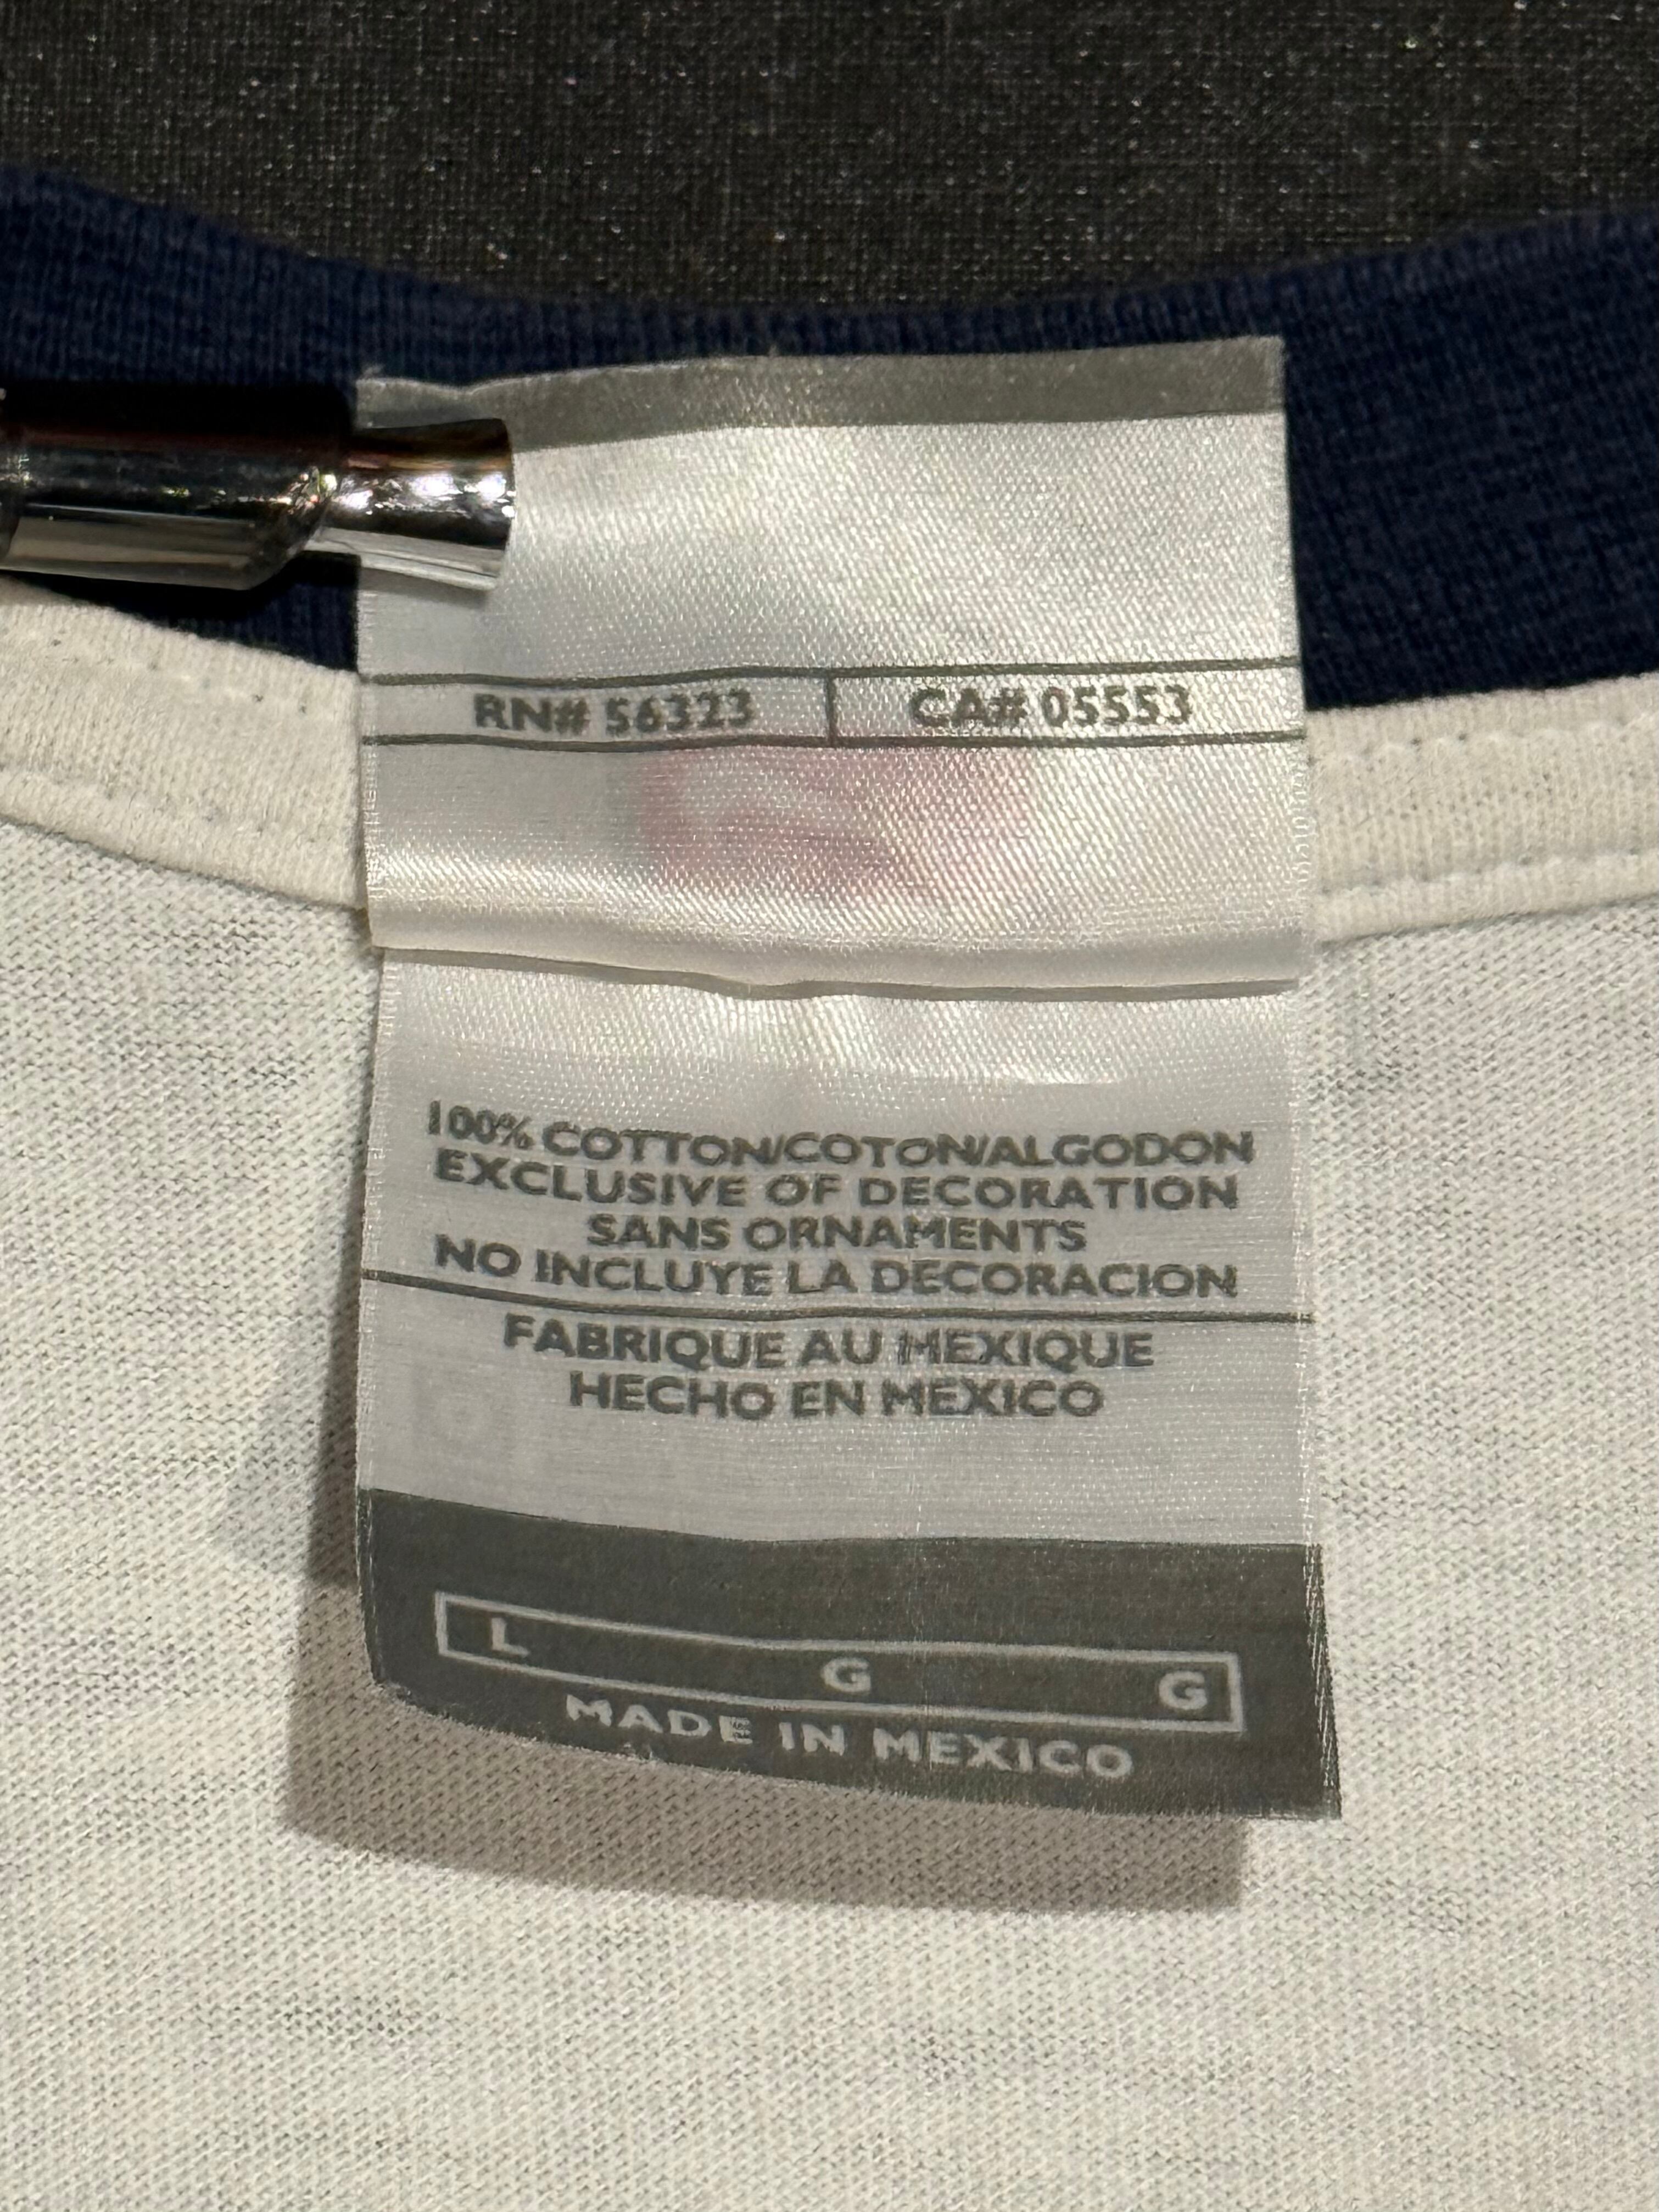 RN# 56323 CA# 05553
100% COTTON/COTON/ALGODON
EXCLUSIVE OF DECORATION
SANS ORNAMENTS
NO INCLUYE LA DECORACION
FABRIQUE AU MEXIQUE
HECHO EN MEXICO
L G G
MADE IN MEXICO